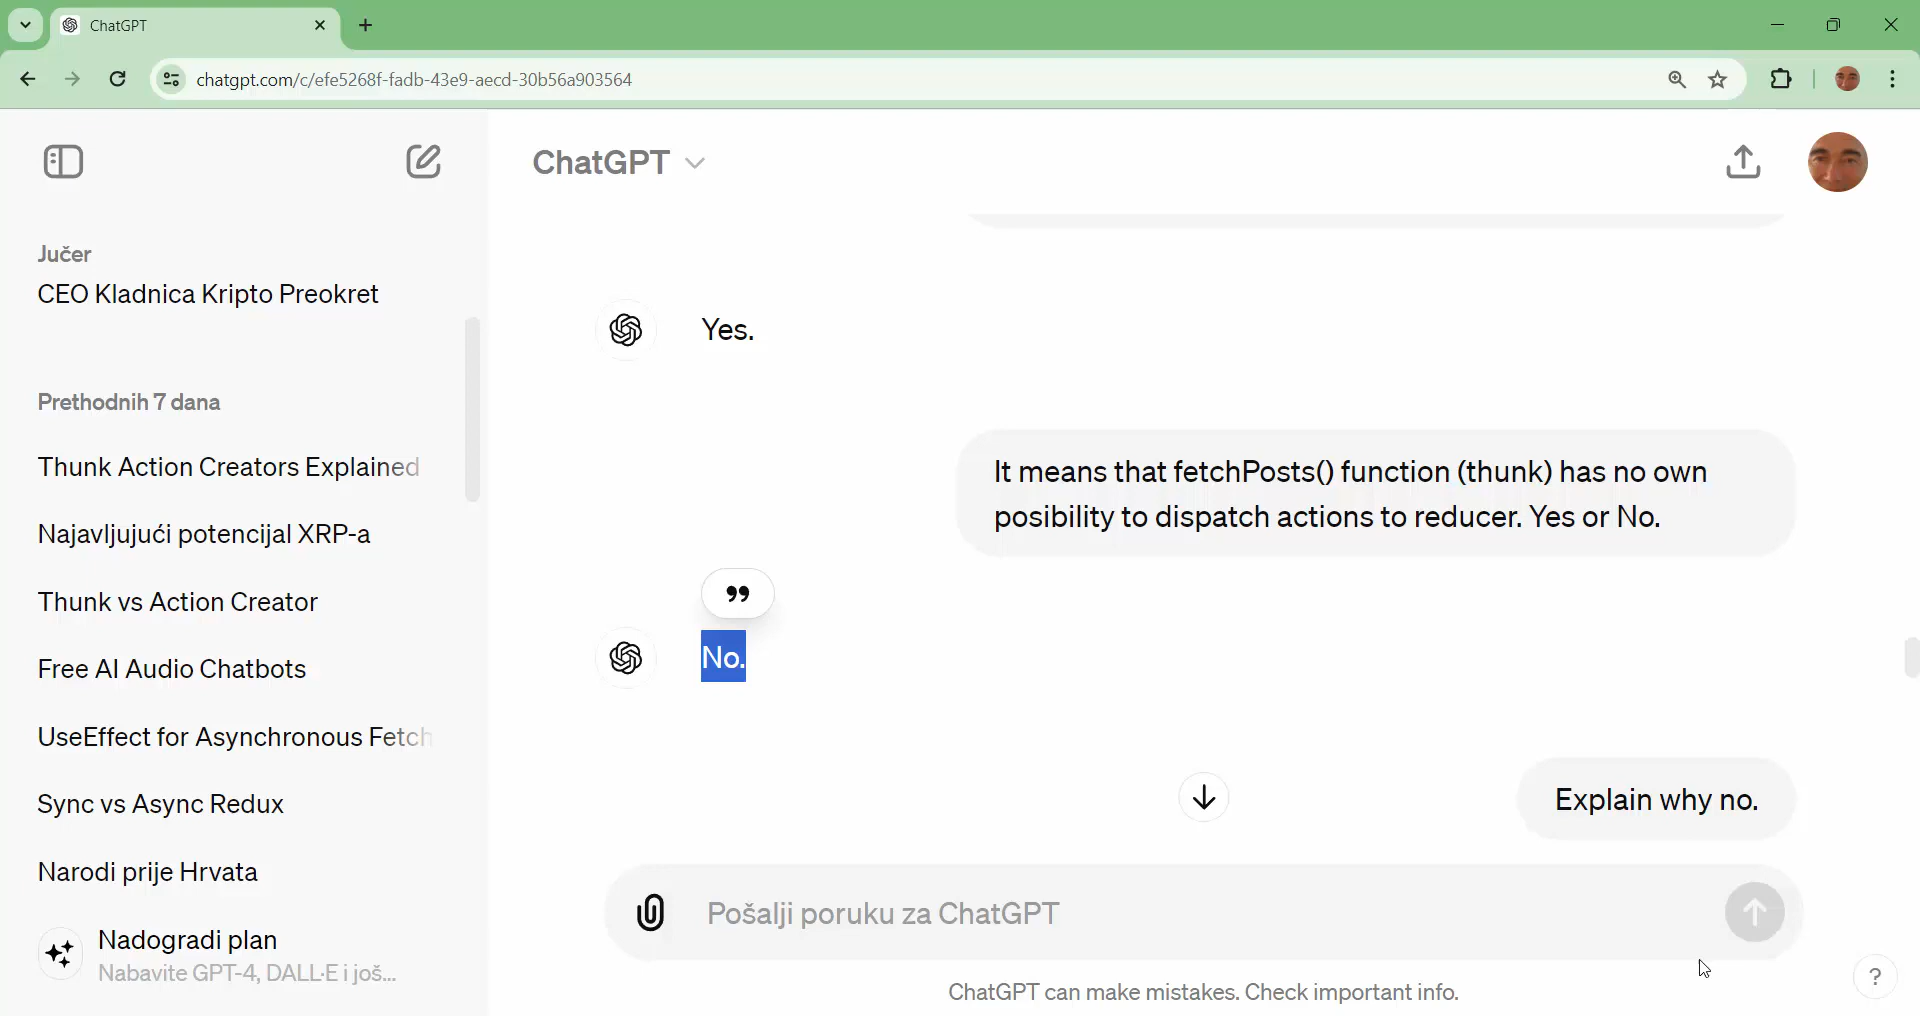 ChatGPT
chatgpt.com/c/efe5268f-fadb-43e9-aecd-30b56a903564
ChatGPT
Jučer
CEO Kladnica Kripto Preokret
Prethodnih 7 dana
Thunk Action Creators Explained
Najavljujući potencijal XRP-a
Thunk vs Action Creator
Free AI Audio Chatbots
UseEffect for Asynchronous Fetch
Sync vs Async Redux
Narodi prije Hrvata
Nadogradi plan
Nabavite GPT-4, DALL·E i još...
Yes.
It means that fetchPosts() function (thunk) has no own
posibility to dispatch actions to reducer. Yes or No.
No.
Explain why no.
Pošalji poruku za ChatGPT
ChatGPT can make mistakes. Check important info.
?